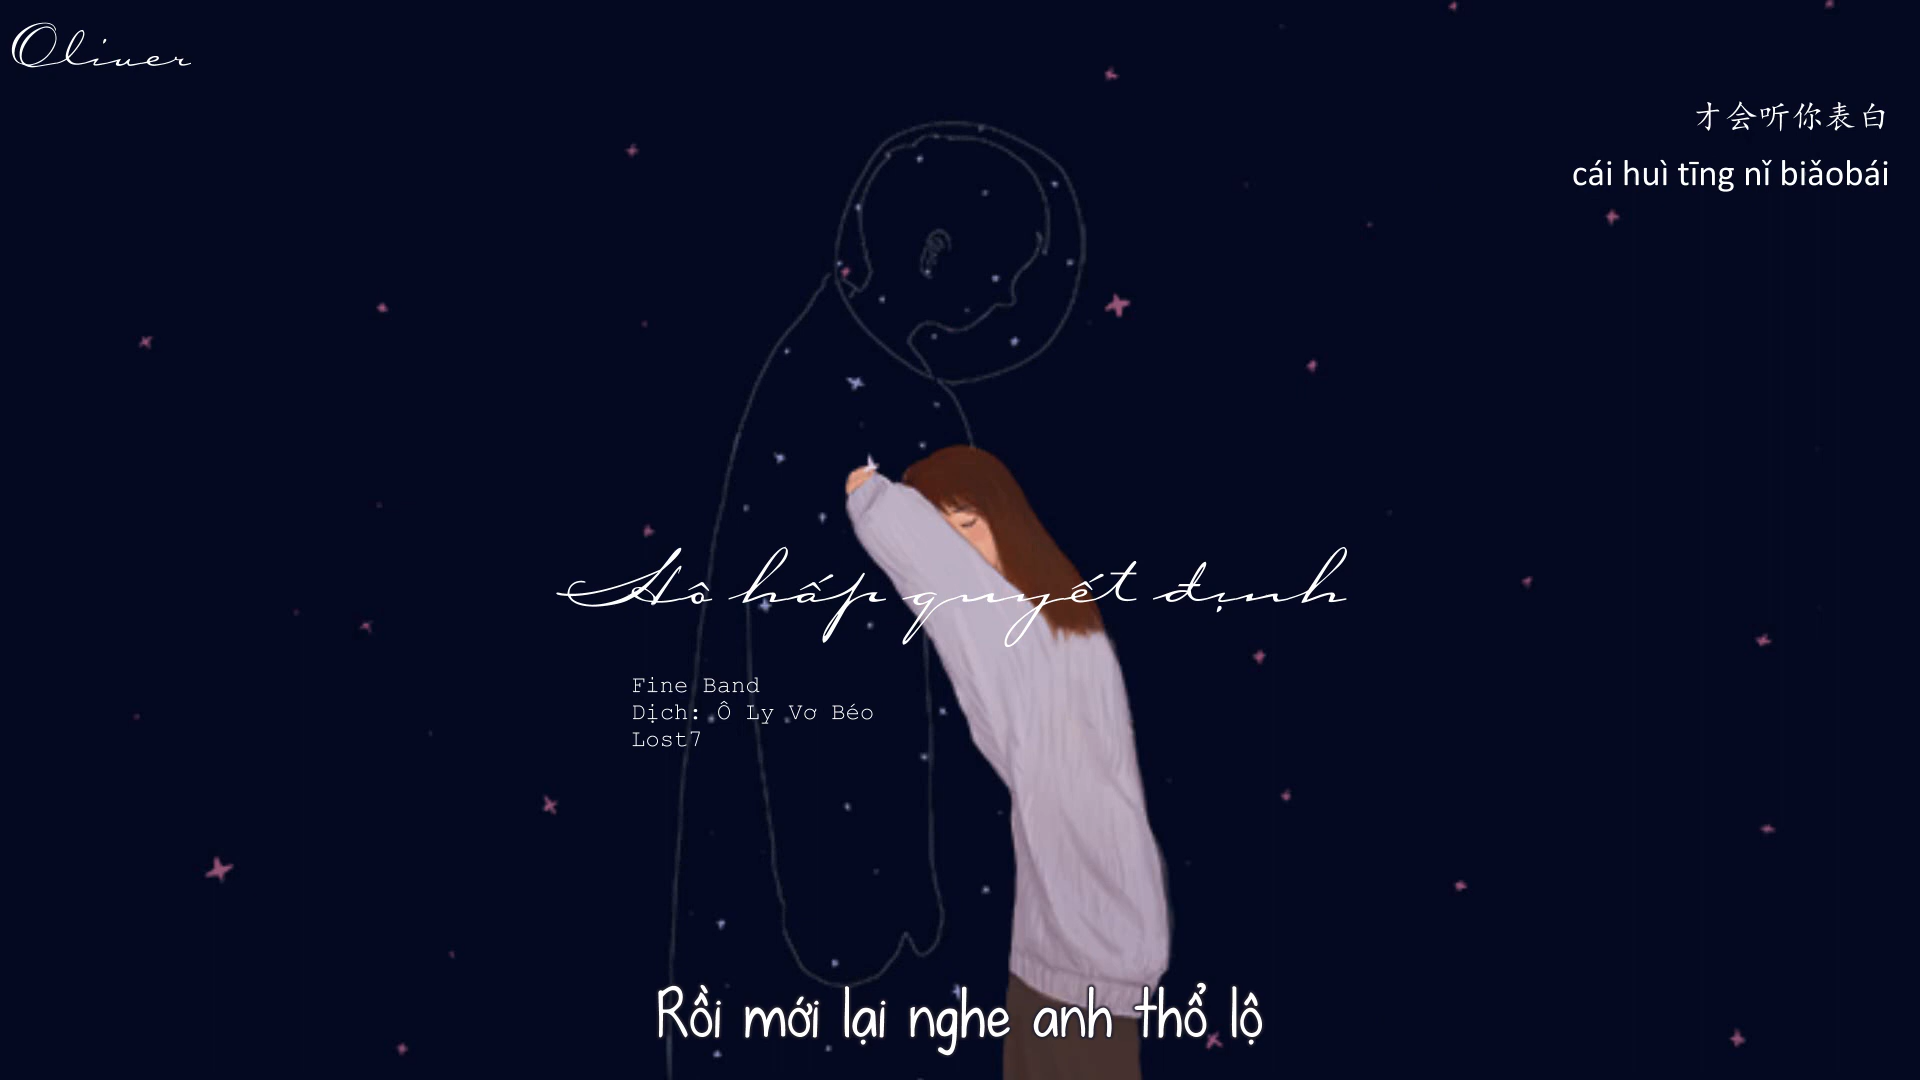 Oliver
才会听你表白
cái huì tīng nǐ biǎobái
Hô hấp quyết định
Fine Band
Dịch: Ô Ly Vơ Béo
Lost7
Rồi mới lại nghe anh thổ lộ